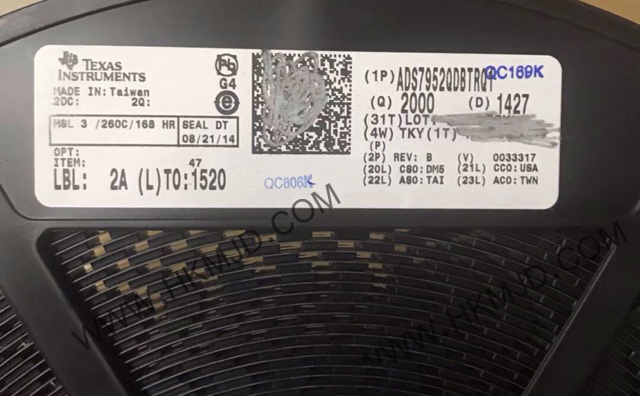 TEXAS
INSTRUMENTS
MADE IN: Taiwan
2DC: 2Q:
MSL 3 /260C/168 HR SEAL DT
08/21/14
OPT:
ITEM: 47
LBL: 2A (L)TO:1520
Pb
G4
e
QC806K
(1P) ADS7952QDBTRQ1
QC169K
(Q) 2000 (D) 1427
(31T)LOT:
(4W) TKY(1T)
(P)
(2P) REV: B (V) 0033317
(20L) CSO:DM5 (21L) CCO:USA
(22L) ASO:TAI (23L) ACO:TWN
WWW.HKMJD.COM
WWW.HKMJD.COM